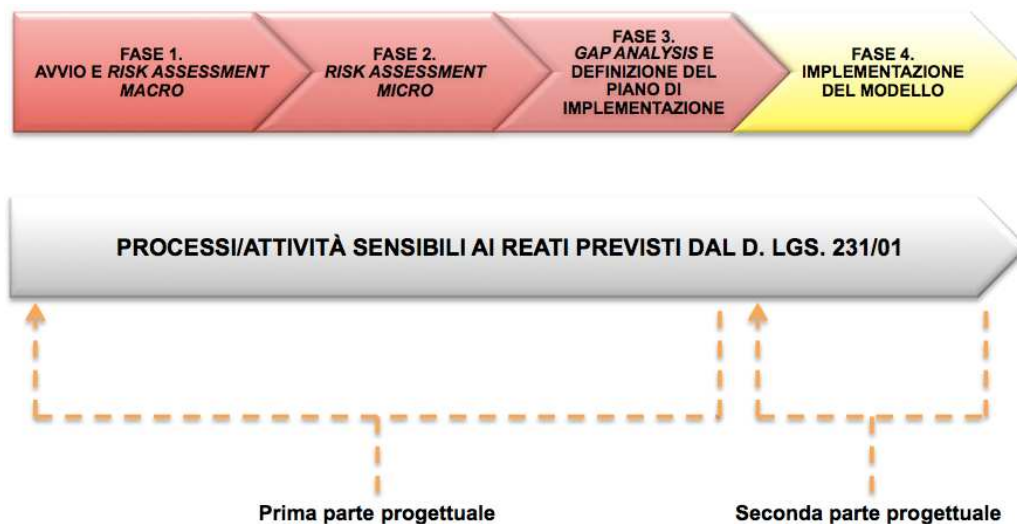 FASE 1.
AVVIO E RISK ASSESSMENT
MACRO
FASE 2.
RISK ASSESSMENT
MICRO
FASE 3.
GAP ANALYSIS E
DEFINIZIONE DEL
PIANO DI
IMPLEMENTAZIONE
FASE 4.
IMPLEMENTAZIONE
DEL MODELLO
PROCESSI/ATTIVITÀ SENSIBILI AI REATI PREVISTI DAL D. LGS. 231/01
Prima parte progettuale
Seconda parte progettuale